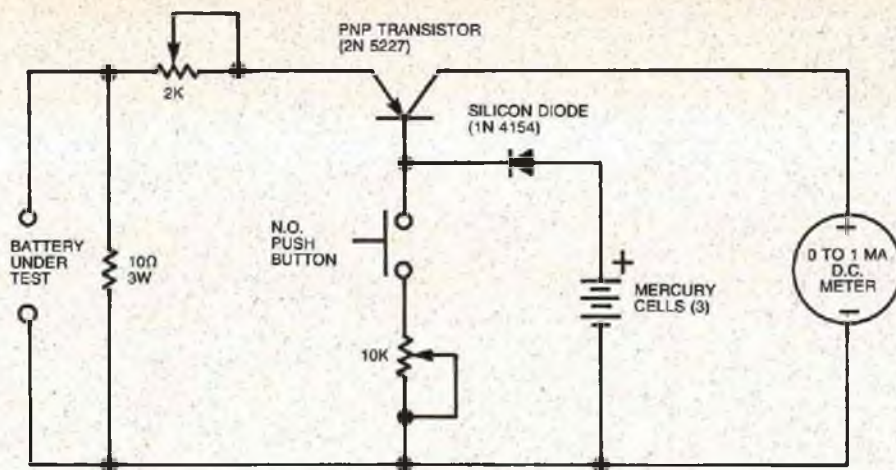 PNP TRANSISTOR
(2N 5227)
2K
SILICON DIODE
(1N 4154)
N.O.
PUSH
BUTTON
BATTERY
UNDER
TEST
10Ω
3W
+
MERCURY
CELLS (3)
+
0 TO 1 MA
D.C.
METER
−
10K